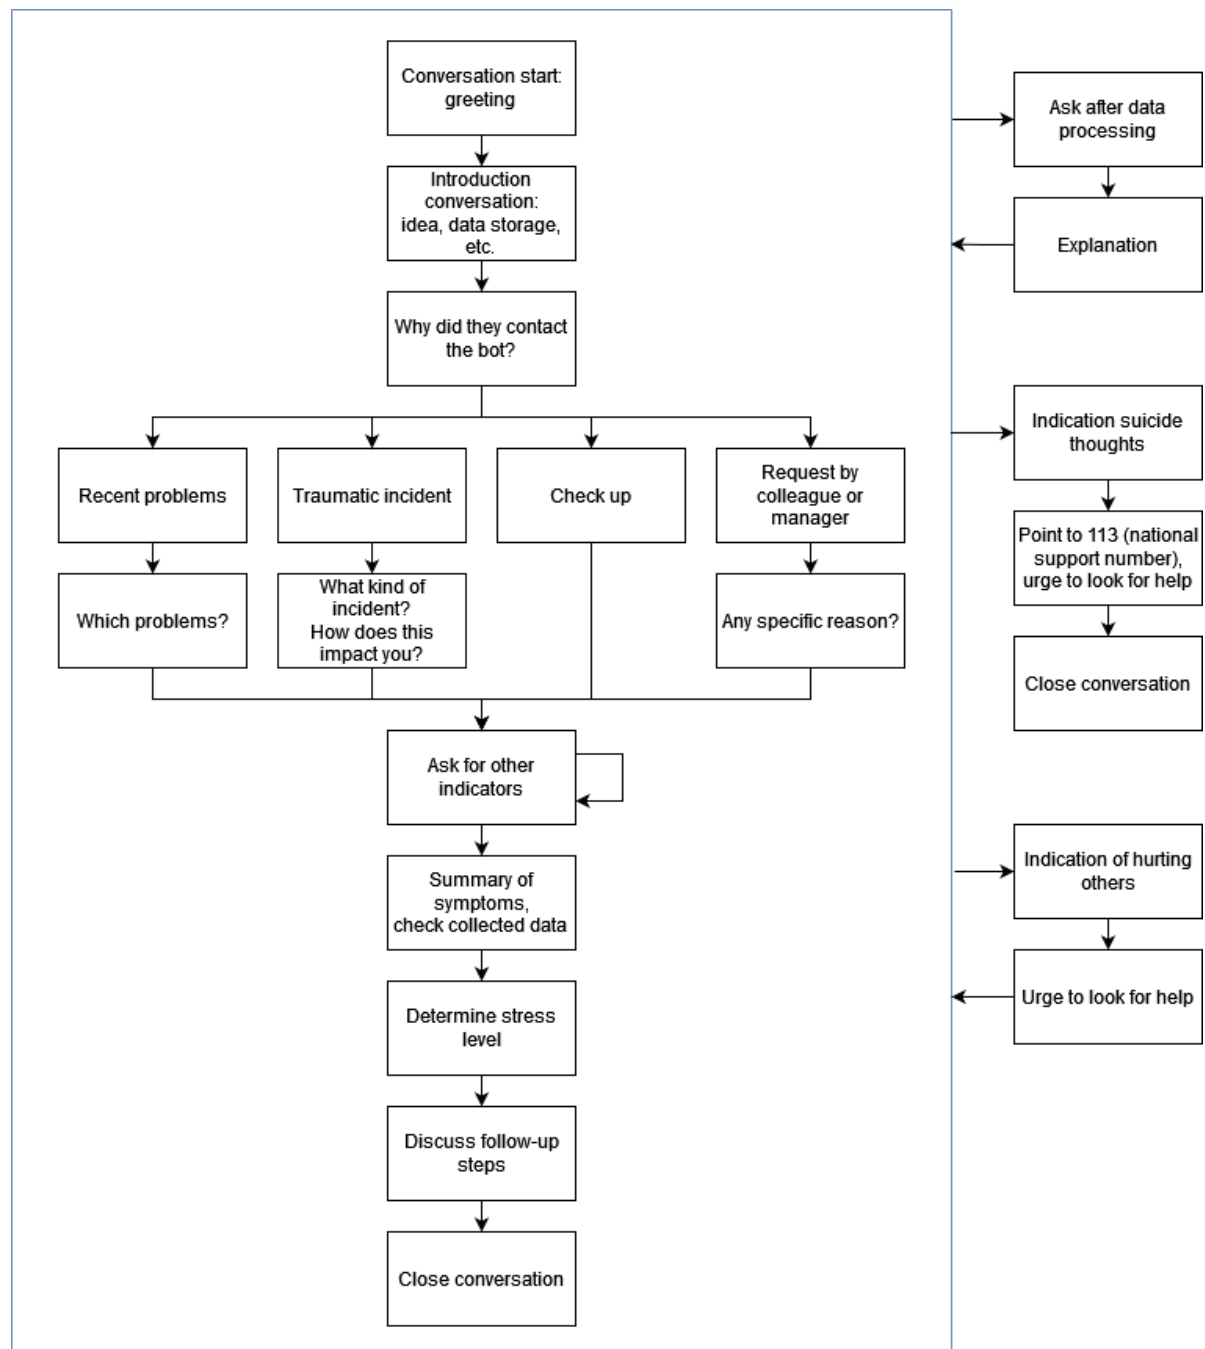 Conversation start:
greeting
Introduction
conversation:
idea, data storage,
etc.
Why did they contact
the bot?
Recent problems
Traumatic incident
Check up
Request by
colleague or
manager
Which problems?
What kind of
incident?
How does this
impact you?
Any specific reason?
Ask for other
indicators
Summary of
symptoms,
check collected data
Determine stress
level
Discuss follow-up
steps
Close conversation
Ask after data
processing
Explanation
Indication suicide
thoughts
Point to 113 (national
support number),
urge to look for help
Close conversation
Indication of hurting
others
Urge to look for help